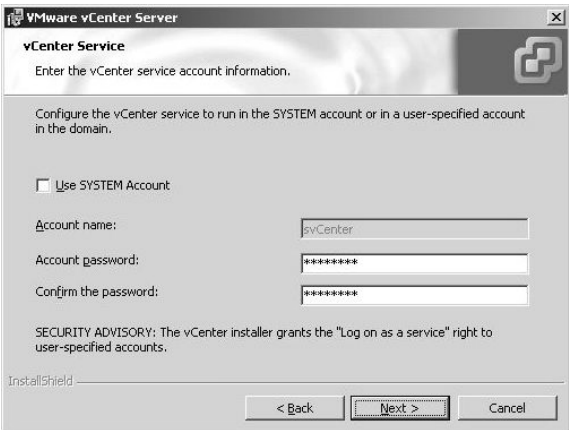 VMware vCenter Server
vCenter Service
Enter the vCenter service account information.
Configure the vCenter service to run in the SYSTEM account or in a user-specified account
in the domain.
Use SYSTEM Account
Account name:
svCenter
Account password:
********
Confirm the password:
********
SECURITY ADVISORY: The vCenter installer grants the "Log on as a service" right to
user-specified accounts.
InstallShield
< Back
Next >
Cancel